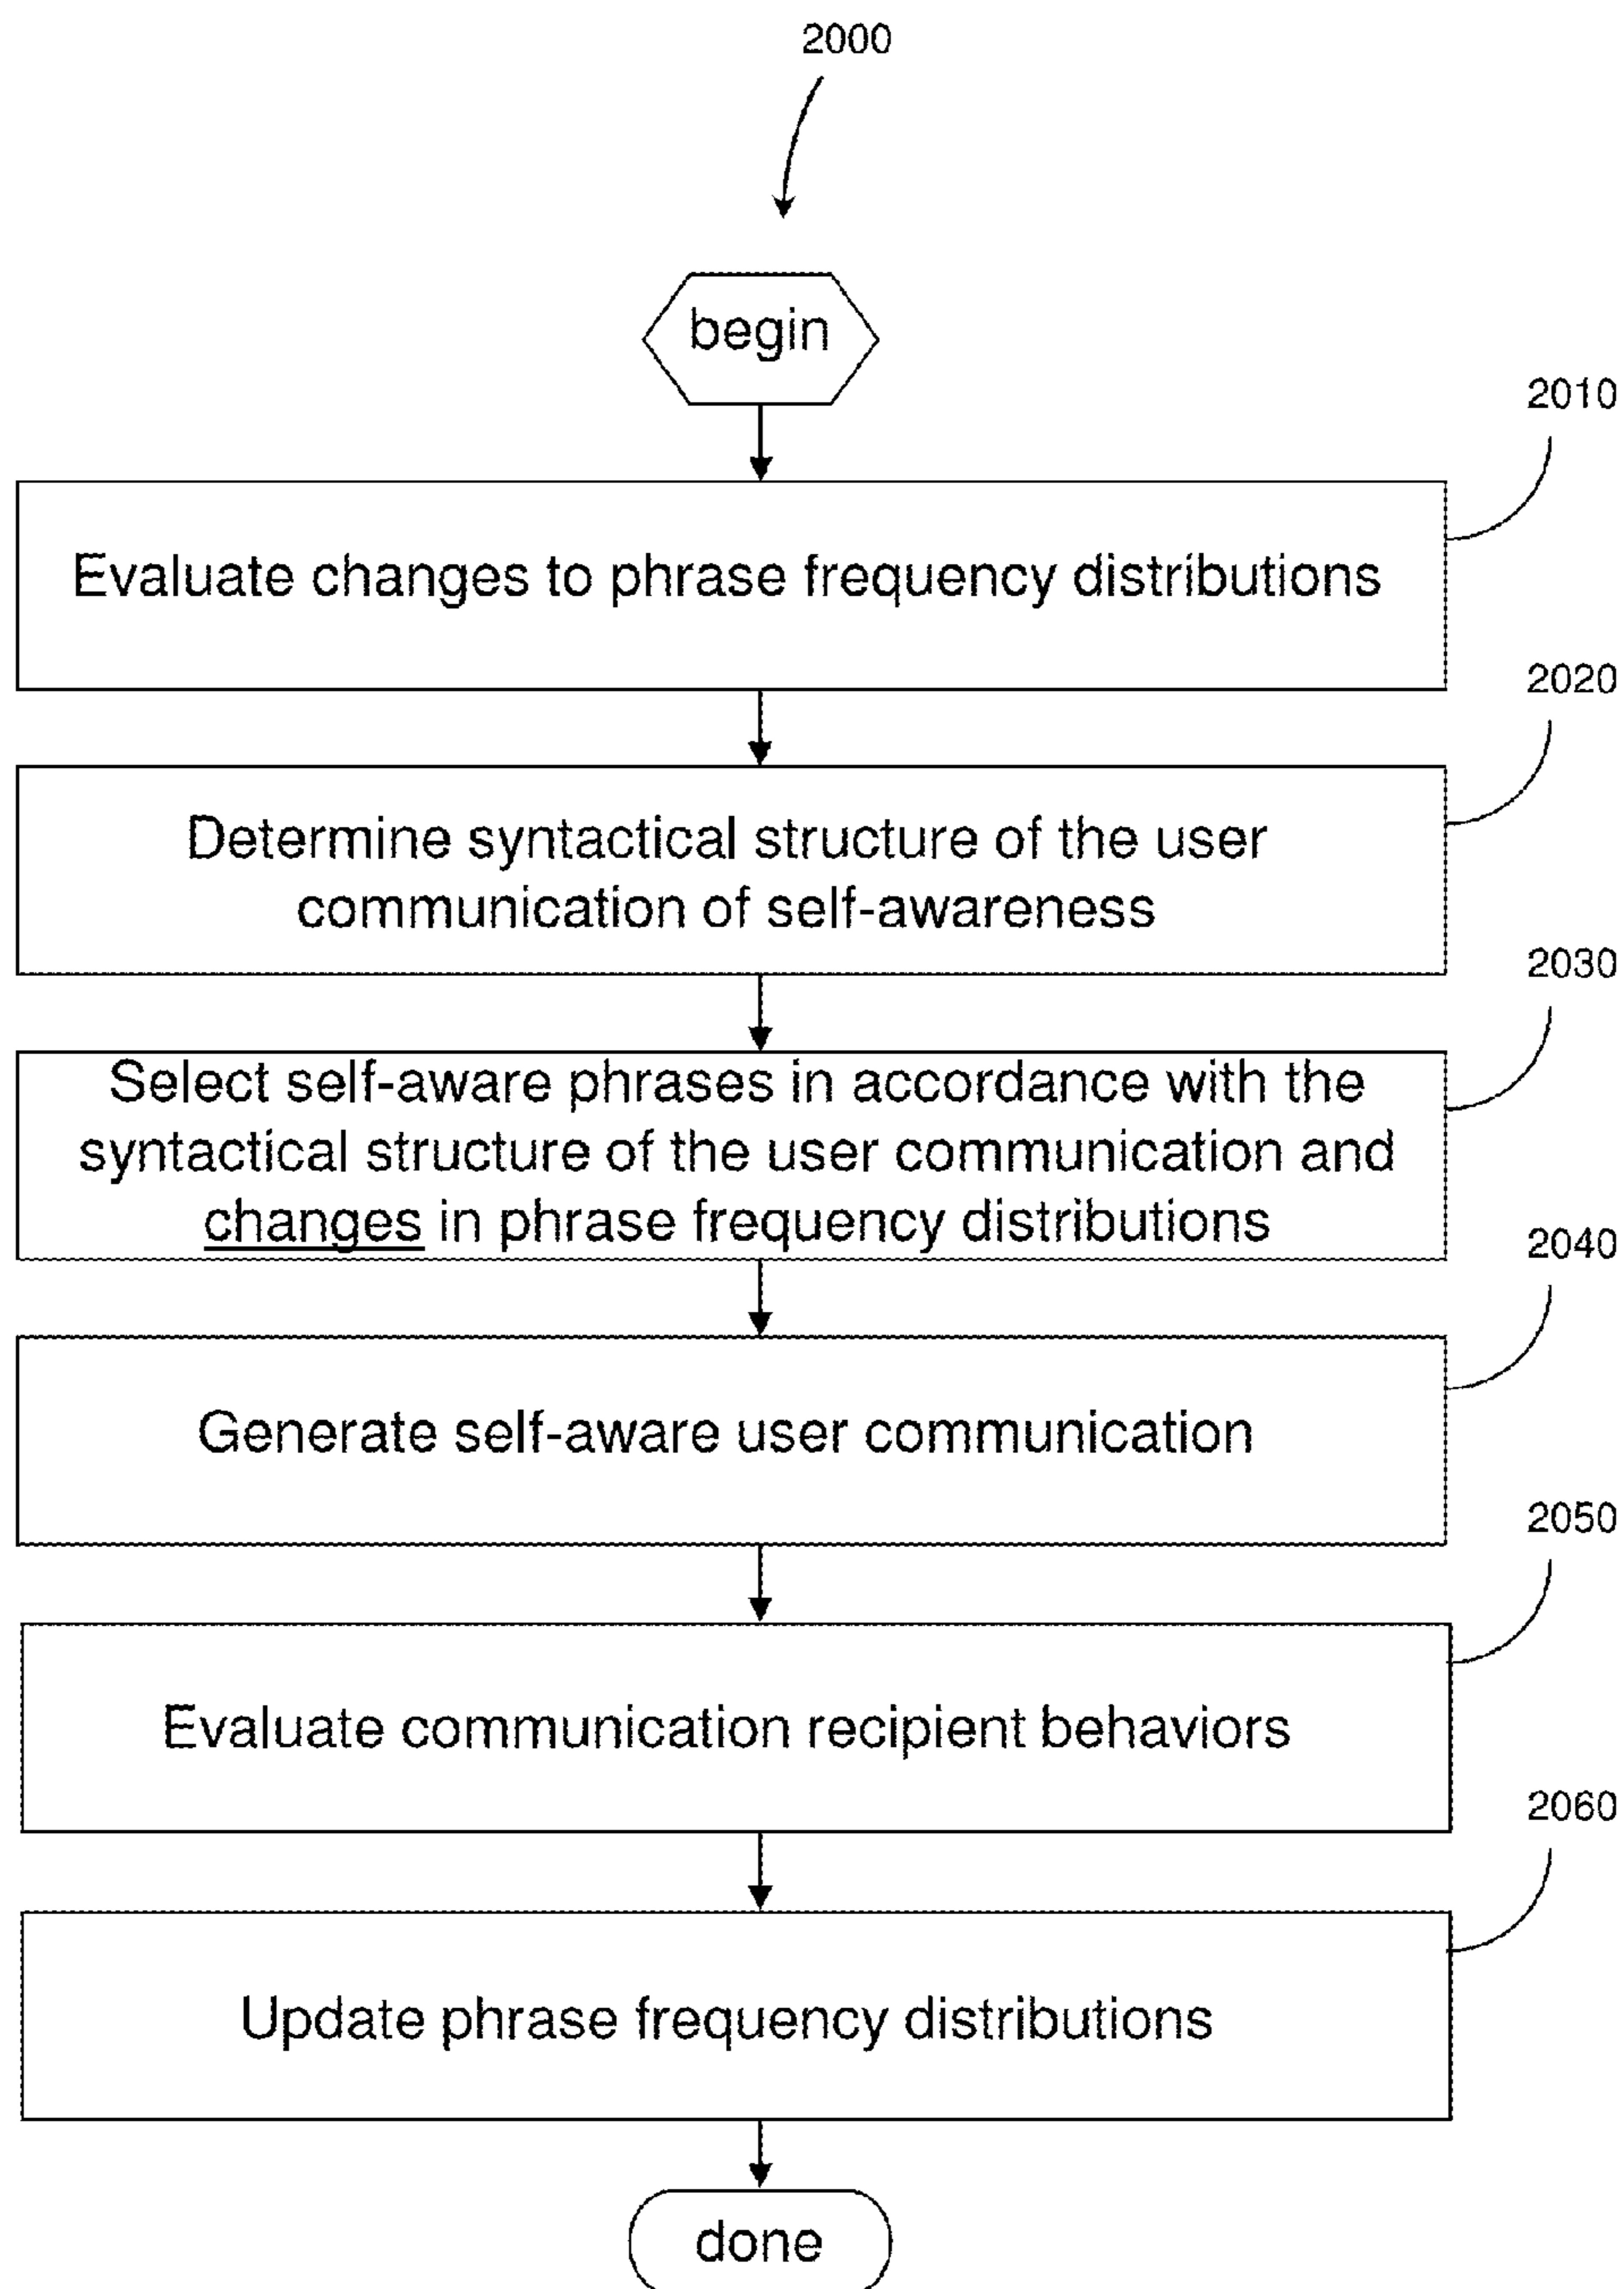 2000
begin
2010
Evaluate changes to phrase frequency distributions
2020
Determine syntactical structure of the user
communication of self-awareness
2030
Select self-aware phrases in accordance with the
syntactical structure of the user communication and
changes in phrase frequency distributions
2040
Generate self-aware user communication
2050
Evaluate communication recipient behaviors
2060
Update phrase frequency distributions
done